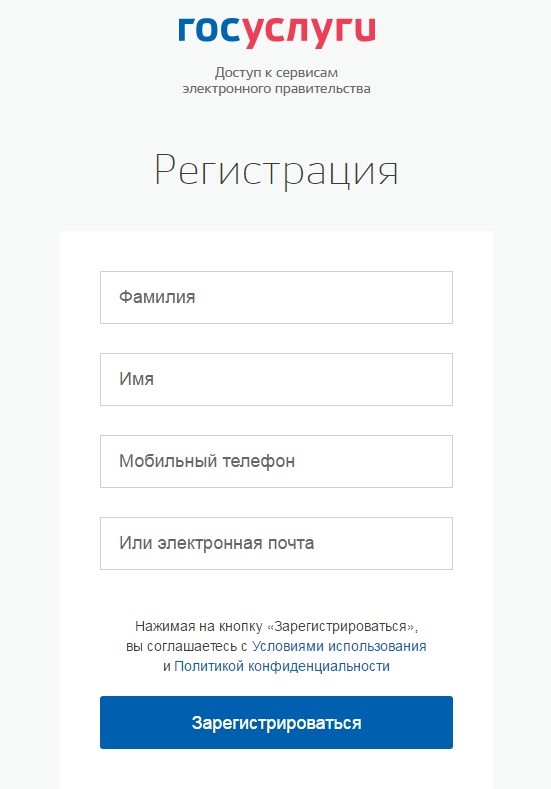 госуслуги
Доступ к сервисам
электронного правительства
Регистрация
Фамилия
Имя
Мобильный телефон
Или электронная почта
Нажимая на кнопку «Зарегистрироваться»,
вы соглашаетесь с Условиями использования
и Политикой конфиденциальности
Зарегистрироваться